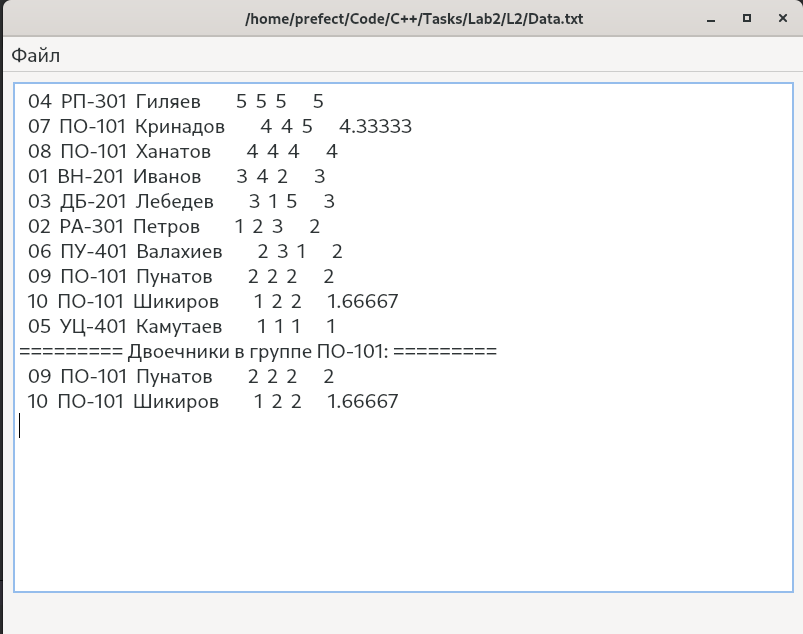 /home/prefect/Code/C++/Tasks/Lab2/L2/Data.txt
Файл
04 РП-301 Гиляев 5 5 5 5
07 ПО-101 Кринадов 4 4 5 4.33333
08 ПО-101 Ханатов 4 4 4 4
01 ВН-201 Иванов 3 4 2 3
03 ДБ-201 Лебедев 3 1 5 3
02 РА-301 Петров 1 2 3 2
06 ПУ-401 Валахиев 2 3 1 2
09 ПО-101 Пунатов 2 2 2 2
10 ПО-101 Шикиров 1 2 2 1.66667
05 УЦ-401 Камутаев 1 1 1 1
========= Двоечники в группе ПО-101: =========
09 ПО-101 Пунатов 2 2 2 2
10 ПО-101 Шикиров 1 2 2 1.66667